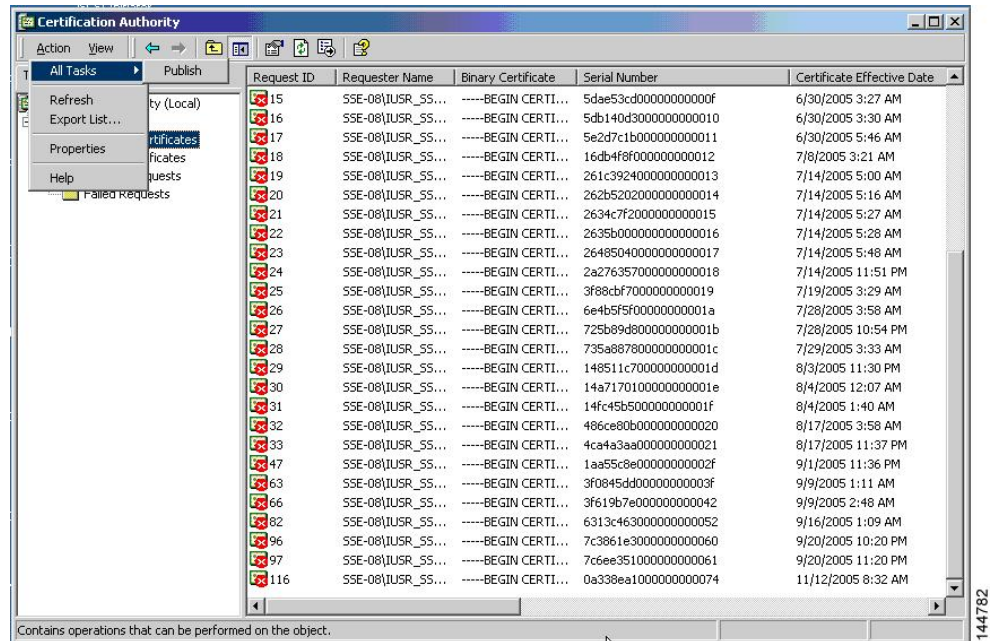 Certification Authority
Action View
All Tasks Publish
Refresh
Export List...
Properties
Help
ty (Local)
rtificates
ficates
quests
Failed Requests
Request ID Requester Name Binary Certificate Serial Number Certificate Effective Date
15 SSE-08\IUSR_SS... -----BEGIN CERTI... 5dae53cd00000000000f 6/30/2005 3:27 AM
16 SSE-08\IUSR_SS... -----BEGIN CERTI... 5db140d3000000000010 6/30/2005 3:30 AM
17 SSE-08\IUSR_SS... -----BEGIN CERTI... 5e2d7c1b000000000011 6/30/2005 5:46 AM
18 SSE-08\IUSR_SS... -----BEGIN CERTI... 16db4f8f000000000012 7/8/2005 3:21 AM
19 SSE-08\IUSR_SS... -----BEGIN CERTI... 261c3924000000000013 7/14/2005 5:00 AM
20 SSE-08\IUSR_SS... -----BEGIN CERTI... 262b5202000000000014 7/14/2005 5:16 AM
21 SSE-08\IUSR_SS... -----BEGIN CERTI... 2634c7f2000000000015 7/14/2005 5:27 AM
22 SSE-08\IUSR_SS... -----BEGIN CERTI... 2635b000000000000016 7/14/2005 5:28 AM
23 SSE-08\IUSR_SS... -----BEGIN CERTI... 26485040000000000017 7/14/2005 5:48 AM
24 SSE-08\IUSR_SS... -----BEGIN CERTI... 2a276357000000000018 7/14/2005 11:51 PM
25 SSE-08\IUSR_SS... -----BEGIN CERTI... 3f88cbf7000000000019 7/19/2005 3:29 AM
26 SSE-08\IUSR_SS... -----BEGIN CERTI... 6e4b5f5f00000000001a 7/28/2005 3:58 AM
27 SSE-08\IUSR_SS... -----BEGIN CERTI... 725b89d800000000001b 7/28/2005 10:54 PM
28 SSE-08\IUSR_SS... -----BEGIN CERTI... 735a887800000000001c 7/29/2005 3:33 AM
29 SSE-08\IUSR_SS... -----BEGIN CERTI... 148511c700000000001d 8/3/2005 11:30 PM
30 SSE-08\IUSR_SS... -----BEGIN CERTI... 14a7170100000000001e 8/4/2005 12:07 AM
31 SSE-08\IUSR_SS... -----BEGIN CERTI... 14fc45b500000000001f 8/4/2005 1:40 AM
32 SSE-08\IUSR_SS... -----BEGIN CERTI... 486ce80b000000000020 8/17/2005 3:58 AM
33 SSE-08\IUSR_SS... -----BEGIN CERTI... 4ca4a3aa000000000021 8/17/2005 11:37 PM
47 SSE-08\IUSR_SS... -----BEGIN CERTI... 1aa55c8e00000000002f 9/1/2005 11:36 PM
63 SSE-08\IUSR_SS... -----BEGIN CERTI... 3f0845dd00000000003f 9/9/2005 1:11 AM
66 SSE-08\IUSR_SS... -----BEGIN CERTI... 3f619b7e000000000042 9/9/2005 2:48 AM
82 SSE-08\IUSR_SS... -----BEGIN CERTI... 6313c463000000000052 9/16/2005 1:09 AM
96 SSE-08\IUSR_SS... -----BEGIN CERTI... 7c3861e3000000000060 9/20/2005 10:20 PM
97 SSE-08\IUSR_SS... -----BEGIN CERTI... 7c6ee351000000000061 9/20/2005 11:20 PM
116 SSE-08\IUSR_SS... -----BEGIN CERTI... 0a338ea1000000000074 11/12/2005 8:32 AM
Contains operations that can be performed on the object.
144782